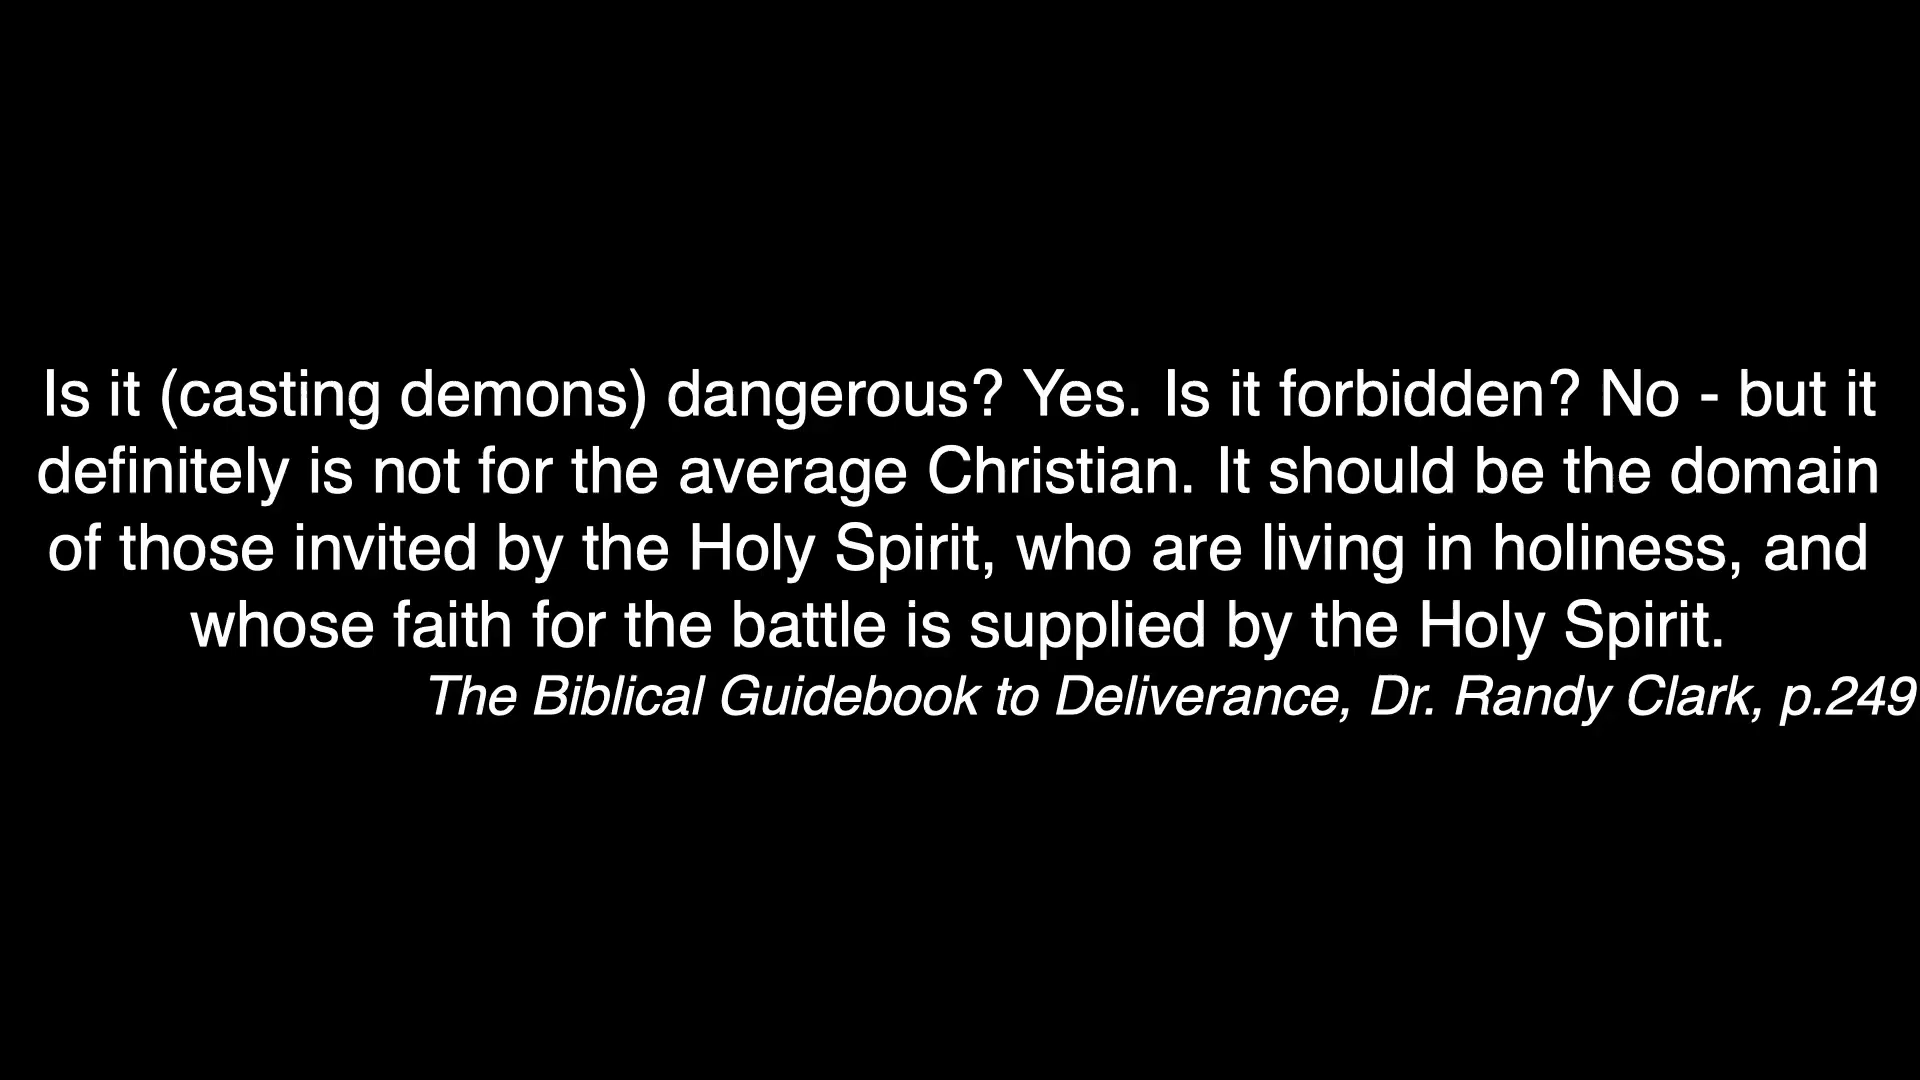 Is it (casting demons) dangerous? Yes. Is it forbidden? No - but it
definitely is not for the average Christian. It should be the domain
of those invited by the Holy Spirit, who are living in holiness, and
whose faith for the battle is supplied by the Holy Spirit.
The Biblical Guidebook to Deliverance, Dr. Randy Clark, p.249